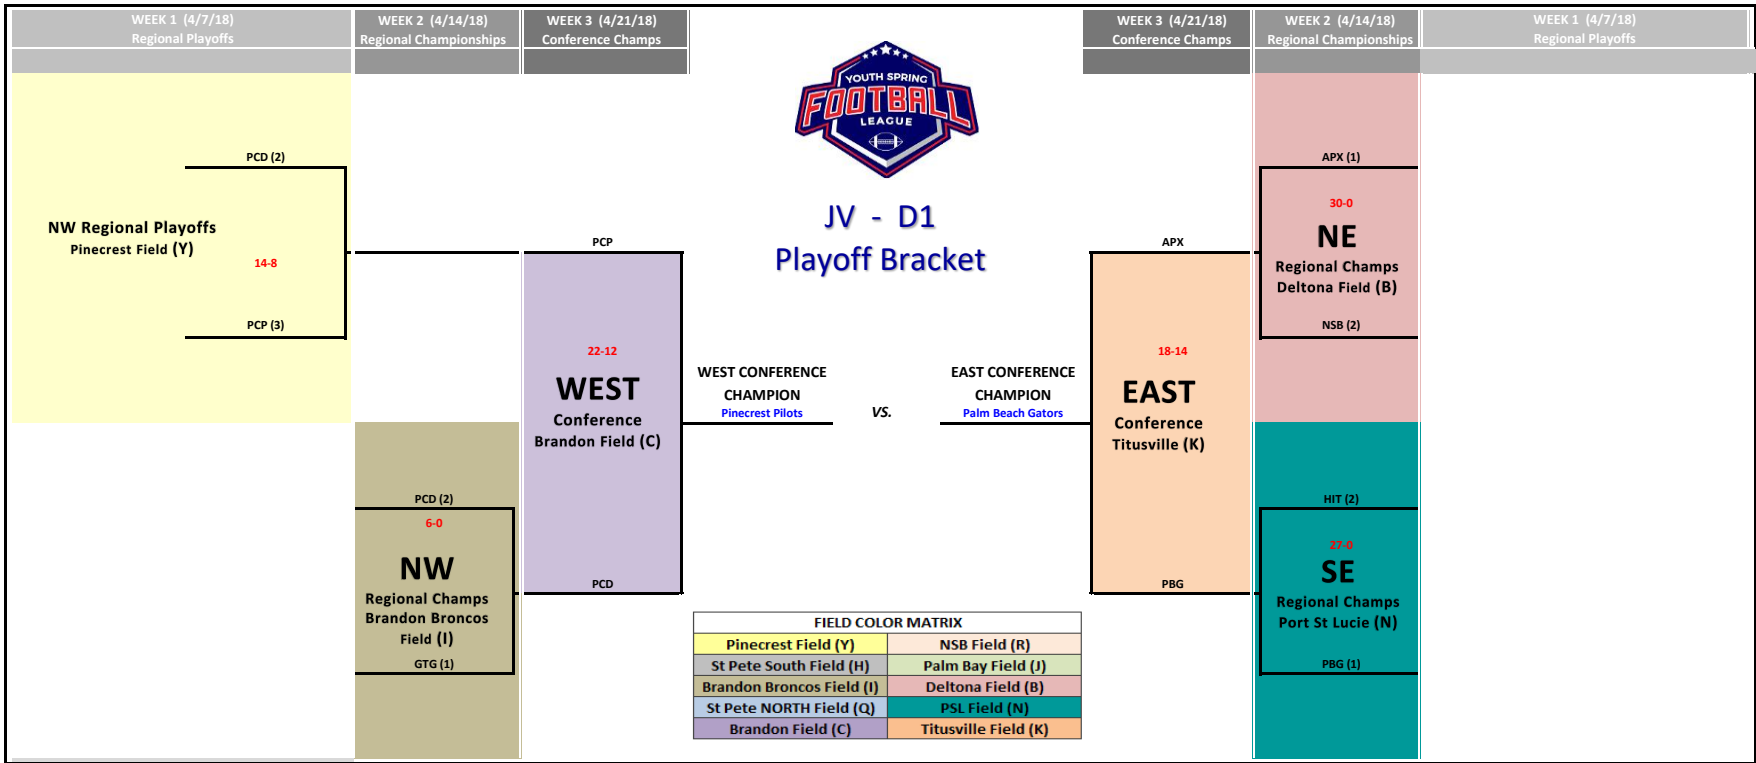 WEEK 1 (4/7/18)
Regional Playoffs
WEEK 2 (4/14/18)
Regional Championships
WEEK 3 (4/21/18)
Conference Champs
WEEK 3 (4/21/18)
Conference Champs
WEEK 2 (4/14/18)
Regional Championships
WEEK 1 (4/7/18)
Regional Playoffs
YOUTH SPRING
FOOTBALL
LEAGUE
JV - D1
Playoff Bracket
PCD (2)
NW Regional Playoffs
Pinecrest Field (Y)
14-8
PCP (3)
PCD (2)
6-0
NW
Regional Champs
Brandon Broncos
Field (I)
GTG (1)
PCP
22-12
WEST
Conference
Brandon Field (C)
PCD
WEST CONFERENCE
CHAMPION
Pinecrest Pilots
VS.
EAST CONFERENCE
CHAMPION
Palm Beach Gators
APX
18-14
EAST
Conference
Titusville (K)
PBG
APX (1)
30-0
NE
Regional Champs
Deltona Field (B)
NSB (2)
HIT (2)
27-0
SE
Regional Champs
Port St Lucie (N)
PBG (1)
FIELD COLOR MATRIX
Pinecrest Field (Y) NSB Field (R)
St Pete South Field (H) Palm Bay Field (J)
Brandon Broncos Field (I) Deltona Field (B)
St Pete NORTH Field (Q) PSL Field (N)
Brandon Field (C) Titusville Field (K)